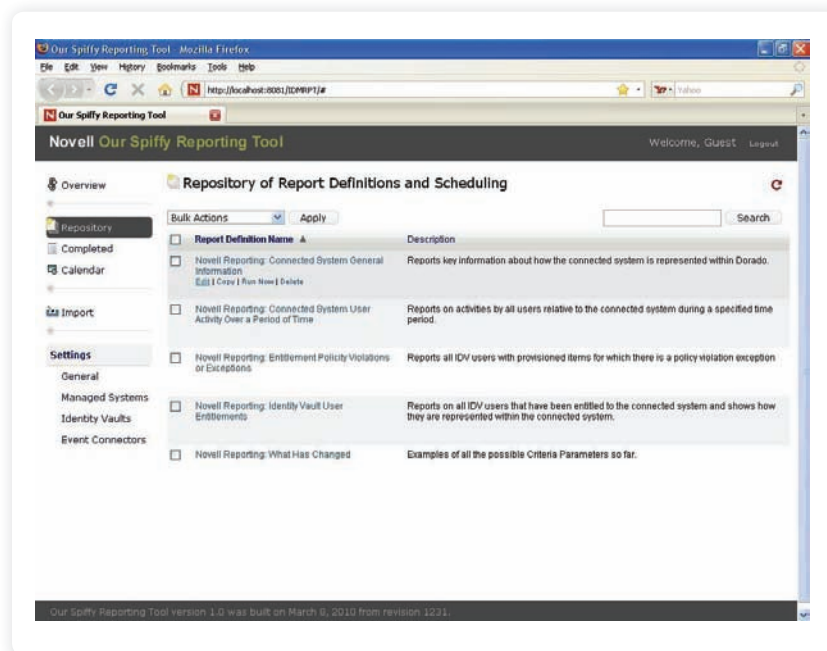 Our Spiffy Reporting Tool - Mozilla Firefox
File Edit View History Bookmarks Tools Help
http://localhost:8081/IDMRPT/#
Yahoo
Our Spiffy Reporting Tool
Novell Our Spiffy Reporting Tool
Welcome, Guest Logout
Overview
Repository
Completed
Calendar
Import
Settings
General
Managed Systems
Identity Vaults
Event Connectors
Repository of Report Definitions and Scheduling
Bulk Actions Apply Search
Report Definition Name Description
Novell Reporting: Connected System General
Information
Edit | Copy | Run Now | Delete
Reports key information about how the connected system is represented within Dorado.
Novell Reporting: Connected System User
Activity Over a Period of Time
Reports on activities by all users relative to the connected system during a specified time
period.
Novell Reporting: Entitlement Policy Violations
or Exceptions
Reports all IDV users with provisioned items for which there is a policy violation exception
Novell Reporting: Identity Vault User
Entitlements
Reports on all IDV users that have been entitled to the connected system and shows how
they are represented within the connected system.
Novell Reporting: What Has Changed
Examples of all the possible Criteria Parameters so far.
Our Spiffy Reporting Tool version 1.0 was built on March 8, 2010 from revision 1231.